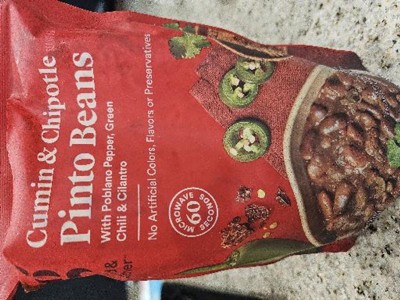 Cumin & Chipotle
Pinto Beans
With Poblano Pepper, Green
Chili & Cilantro
No Artificial Colors, Flavors or Preservatives
MICROWAVE
60
SECONDS
&